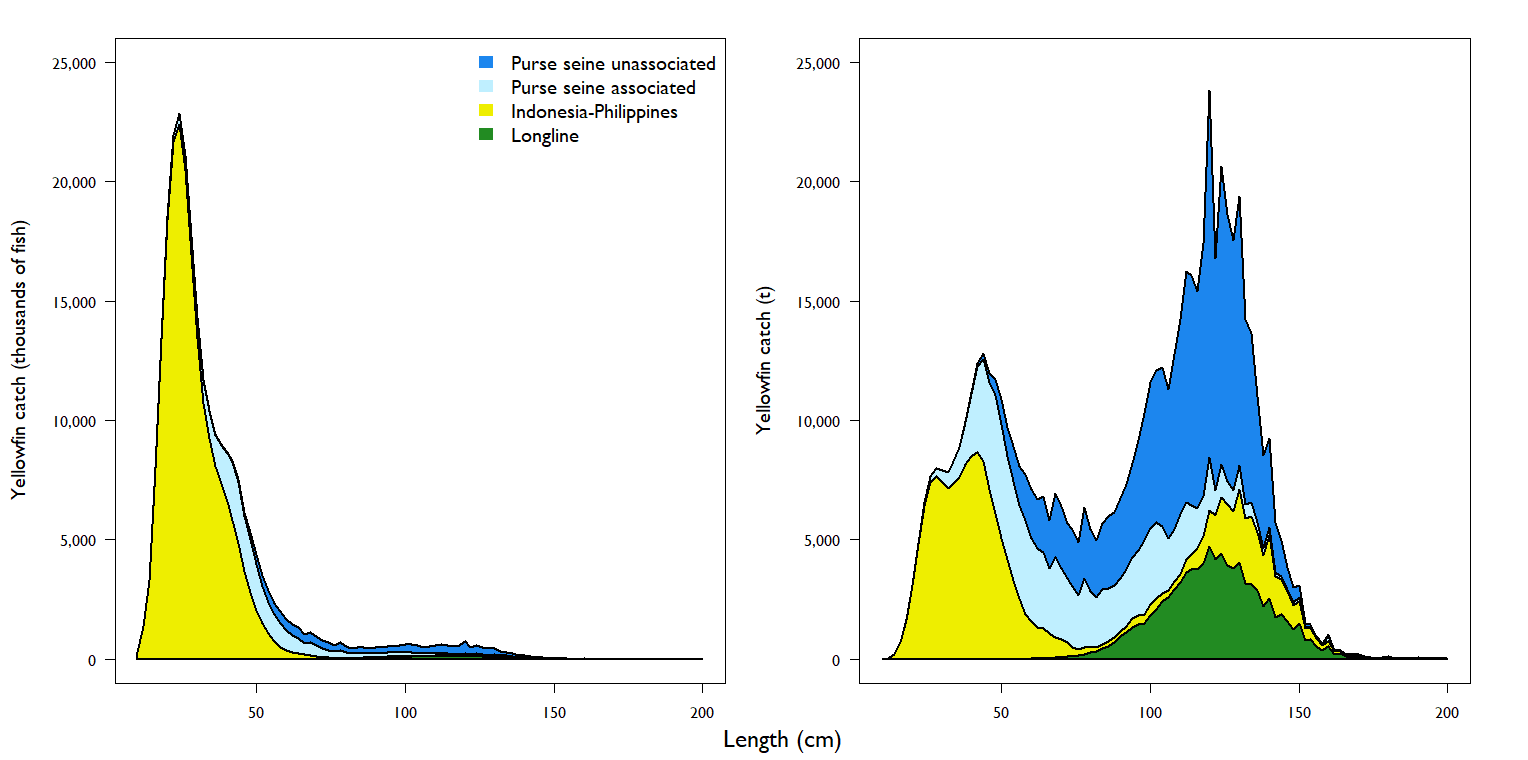 Yellowfin catch (thousands of fish)
25,000
20,000
15,000
10,000
5,000
0
50 100 150 200
Purse seine unassociated
Purse seine associated
Indonesia-Philippines
Longline
Yellowfin catch (t)
25,000
20,000
15,000
10,000
5,000
0
50 100 150 200
Length (cm)